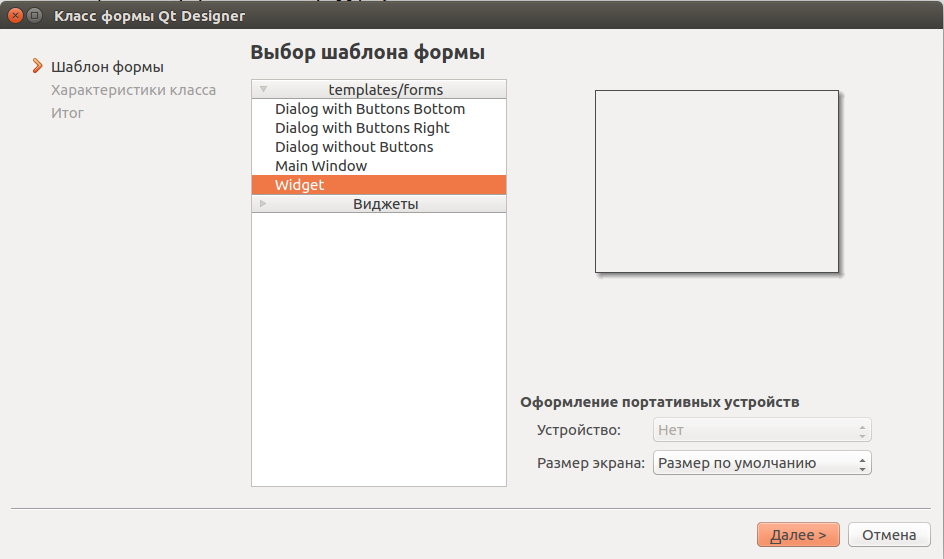 Класс формы Qt Designer
Шаблон формы
Характеристики класса
Итог
Выбор шаблона формы
templates/forms
Dialog with Buttons Bottom
Dialog with Buttons Right
Dialog without Buttons
Main Window
Widget
Виджеты
Оформление портативных устройств
Устройство: Нет
Размер экрана: Размер по умолчанию
Далее > Отмена